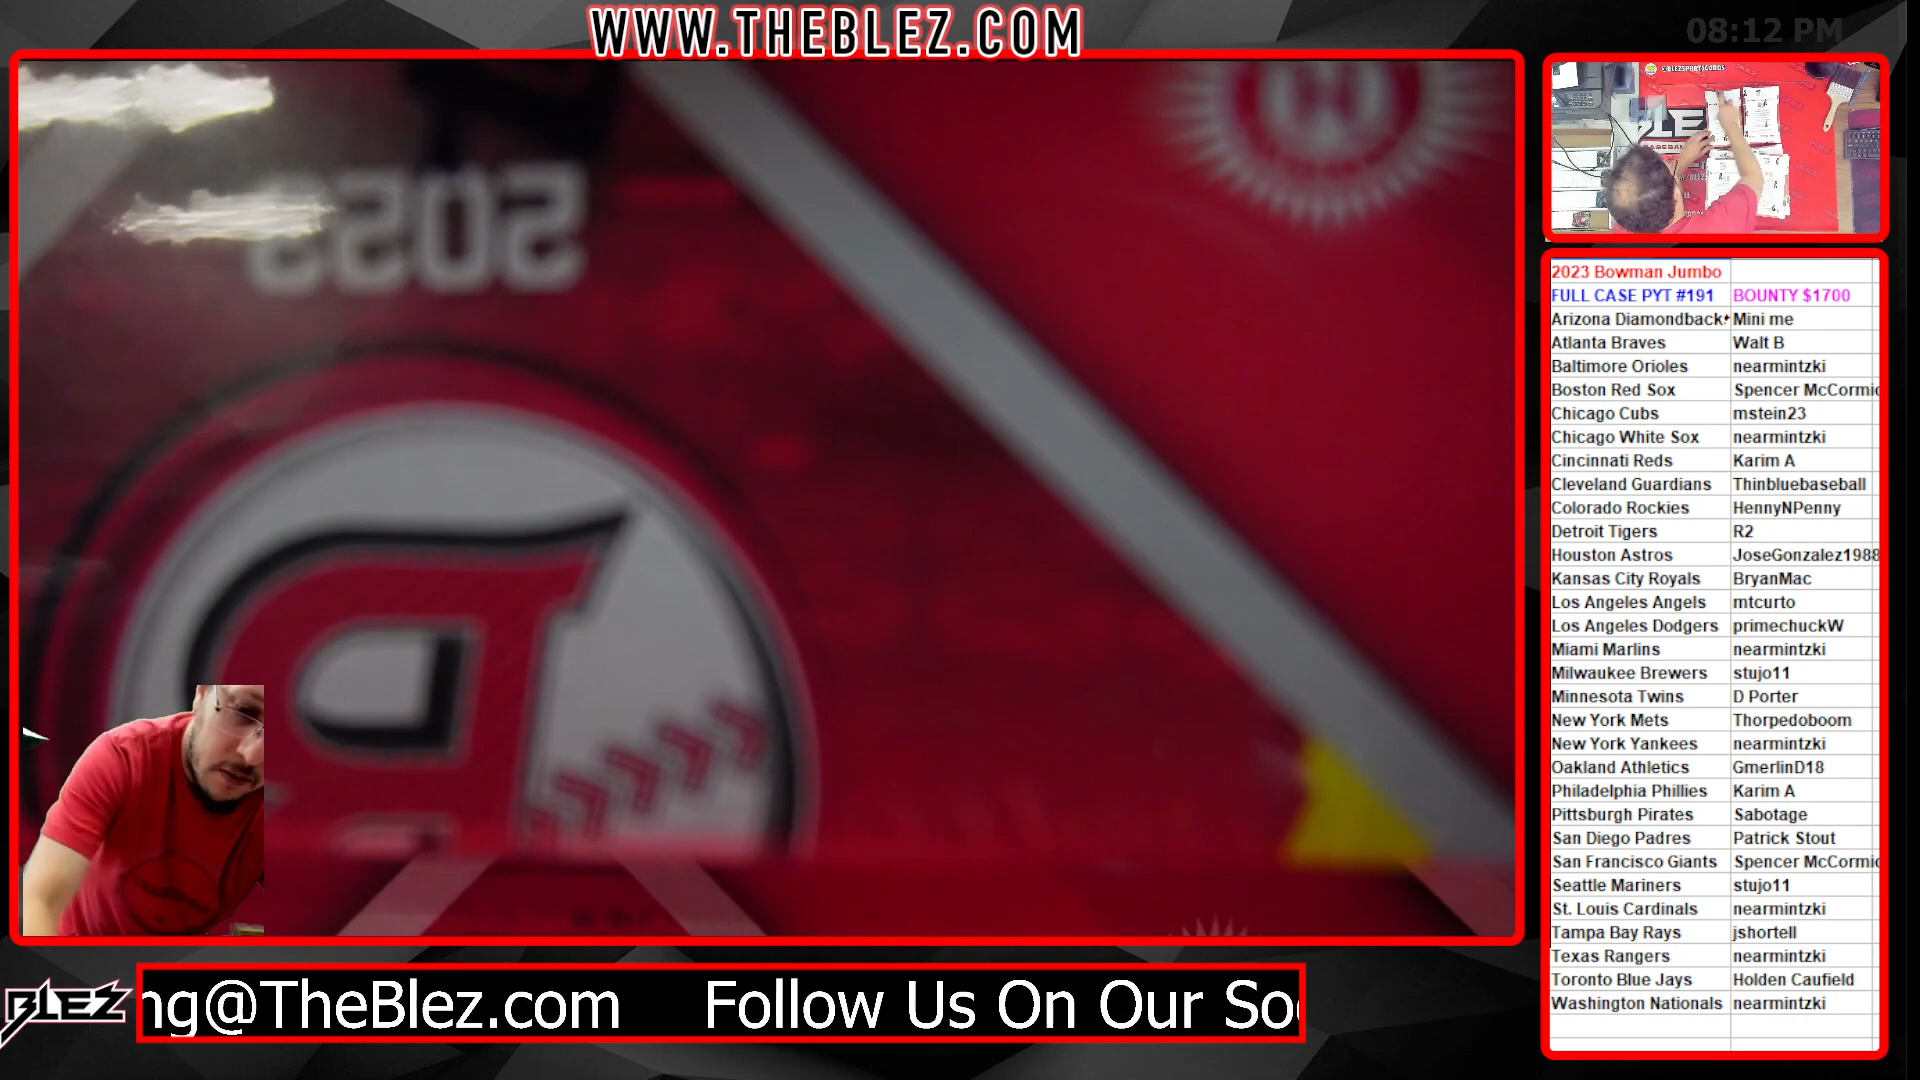 WWW.THEBLEZ.COM
08:12 PM
@BLEZSPORTSCARDS
2023
2023 Bowman Jumbo
FULL CASE PYT #191 BOUNTY $1700
Arizona Diamondback Mini me
Atlanta Braves Walt B
Baltimore Orioles nearmintzki
Boston Red Sox Spencer McCormic
Chicago Cubs mstein23
Chicago White Sox nearmintzki
Cincinnati Reds Karim A
Cleveland Guardians Thinbluebaseball
Colorado Rockies HennyNPenny
Detroit Tigers R2
Houston Astros JoseGonzalez1988
Kansas City Royals BryanMac
Los Angeles Angels mtcurto
Los Angeles Dodgers primechuckW
Miami Marlins nearmintzki
Milwaukee Brewers stujo11
Minnesota Twins D Porter
New York Mets Thorpedoboom
New York Yankees nearmintzki
Oakland Athletics GmerlinD18
Philadelphia Phillies Karim A
Pittsburgh Pirates Sabotage
San Diego Padres Patrick Stout
San Francisco Giants Spencer McCormic
Seattle Mariners stujo11
St. Louis Cardinals nearmintzki
Tampa Bay Rays jshortell
Texas Rangers nearmintzki
Toronto Blue Jays Holden Caufield
Washington Nationals nearmintzki
BLEZ
ng@TheBlez.com Follow Us On Our So